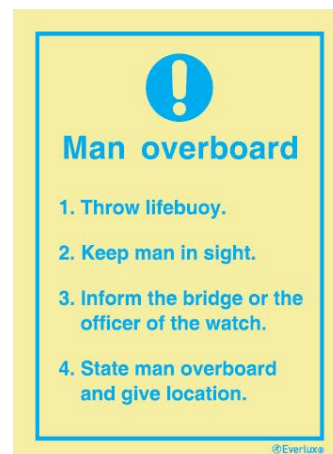 Man overboard
1. Throw lifebuoy.
2. Keep man in sight.
3. Inform the bridge or the
officer of the watch.
4. State man overboard
and give location.
Everlux®